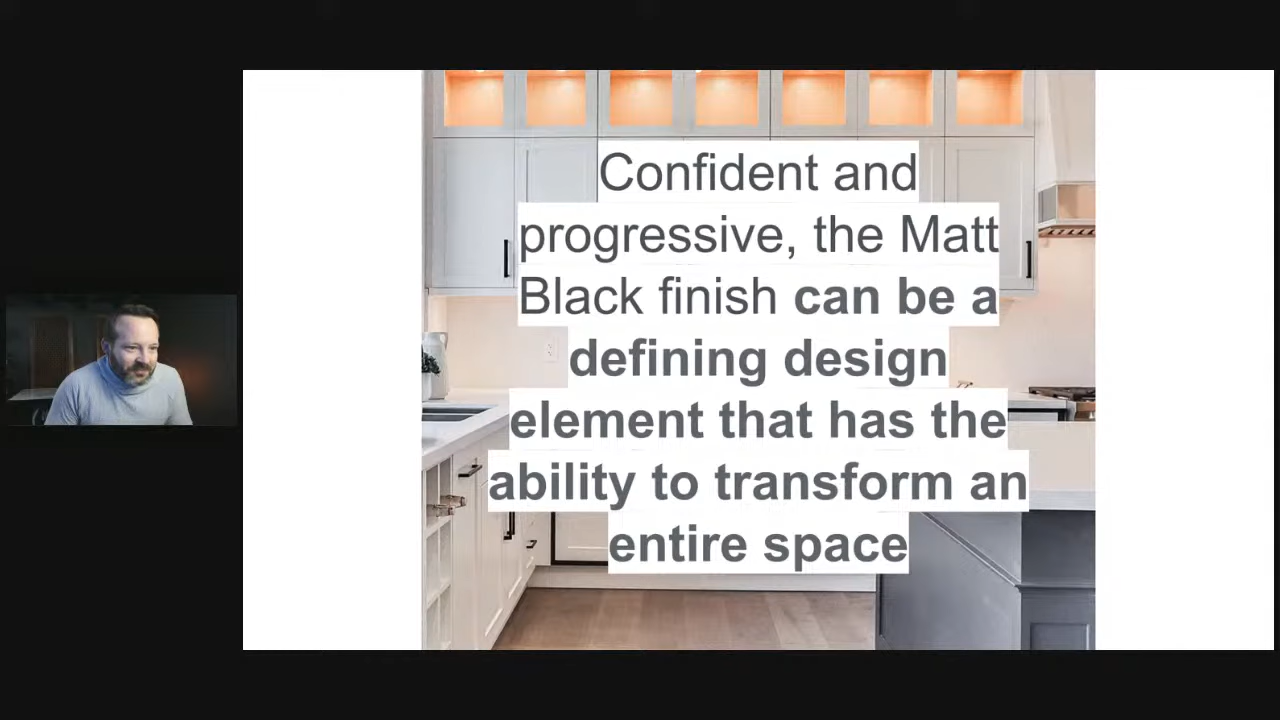 Confident and
progressive, the Matt
Black finish can be a
defining design
element that has the
ability to transform an
entire space